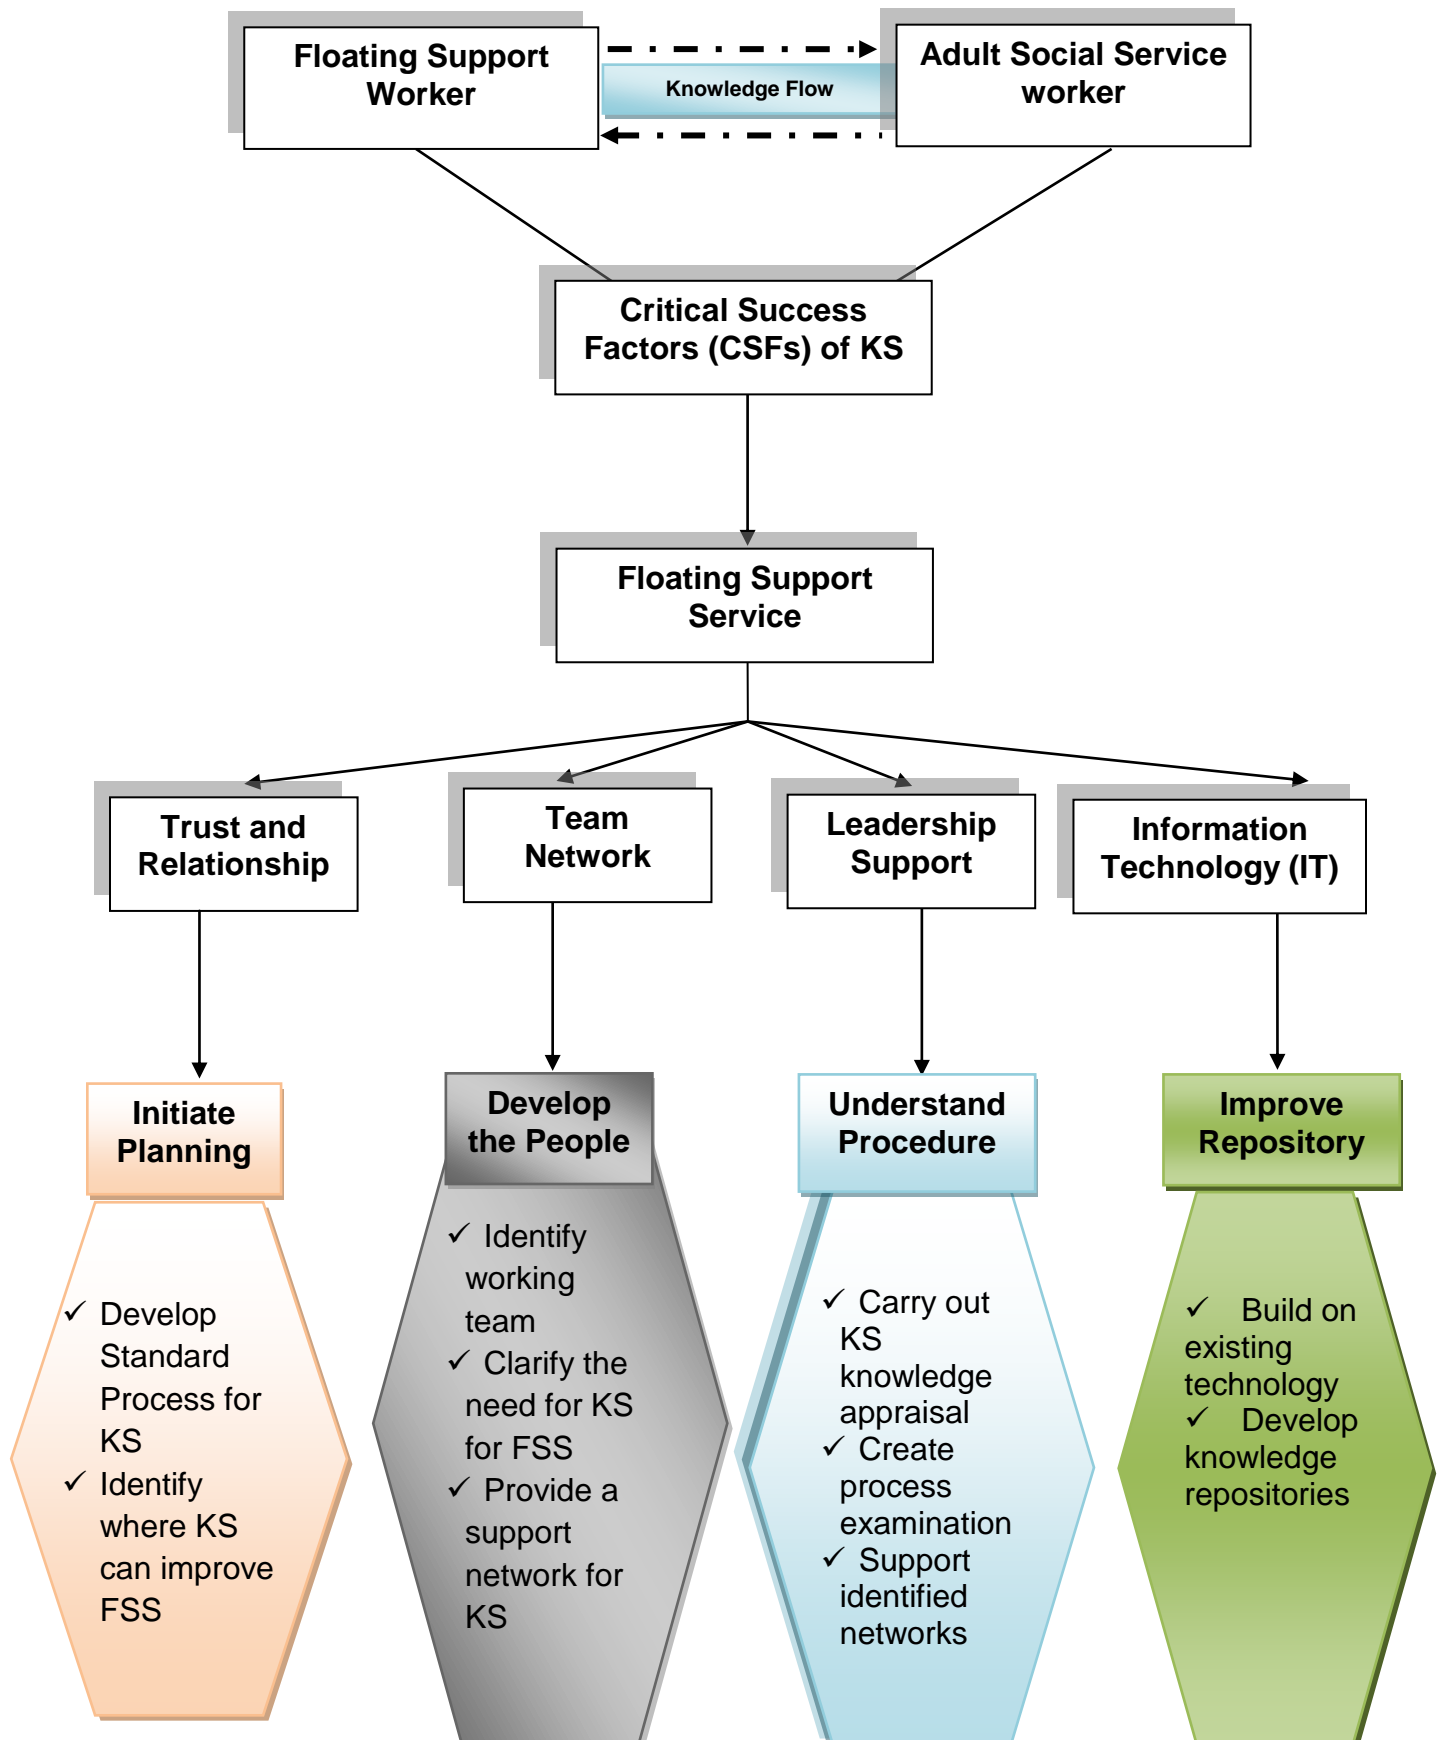 Floating Support
Worker
Knowledge Flow
Adult Social Service
worker
Critical Success
Factors (CSFs) of KS
Floating Support
Service
Trust and
Relationship
Team
Network
Leadership
Support
Information
Technology (IT)
Initiate
Planning
✓ Develop
Standard
Process for
KS
✓ Identify
where KS
can improve
FSS
Develop
the People
✓ Identify
working
team
✓ Clarify the
need for KS
for FSS
✓ Provide a
support
network for
KS
Understand
Procedure
✓ Carry out
KS
knowledge
appraisal
✓ Create
process
examination
✓ Support
identified
networks
Improve
Repository
✓ Build on
existing
technology
✓ Develop
knowledge
repositories